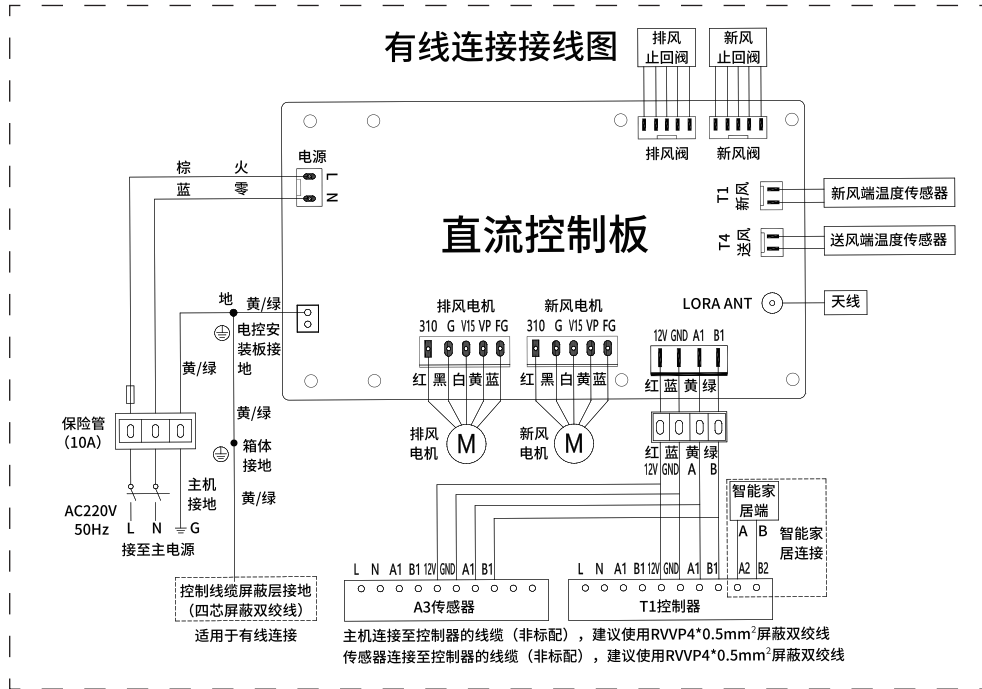 有线连接接线图
排风
止回阀
新风
止回阀
排风阀
新风阀
电源
棕 火
L
蓝 零
N
T1
新风
新风端温度传感器
直流控制板
T4
送风
送风端温度传感器
LORA ANT
天线
地 黄/绿
电控安
装板接
地
黄/绿
排风电机
310 G V15 VP FG
红 黑 白 黄 蓝
排风
电机
M
新风电机
310 G V15 VP FG
红 黑 白 黄 蓝
新风
电机
M
12V GND A1 B1
红 蓝 黄 绿
红 蓝 黄 绿
12V GND A B
保险管
(10A)
黄/绿
箱体
接地
黄/绿
主机
接地
AC220V
50Hz
L N G
接至主电源
控制线缆屏蔽层接地
(四芯屏蔽双绞线)
适用于有线连接
智能家
居端
A B
智能家
居连接
L N A1 B1 12V GND A1 B1
A3传感器
L N A1 B1 12V GND A1 B1 A2 B2
T1控制器
主机连接至控制器的线缆（非标配），建议使用RVVP4*0.5mm²屏蔽双绞线
传感器连接至控制器的线缆（非标配），建议使用RVVP4*0.5mm²屏蔽双绞线